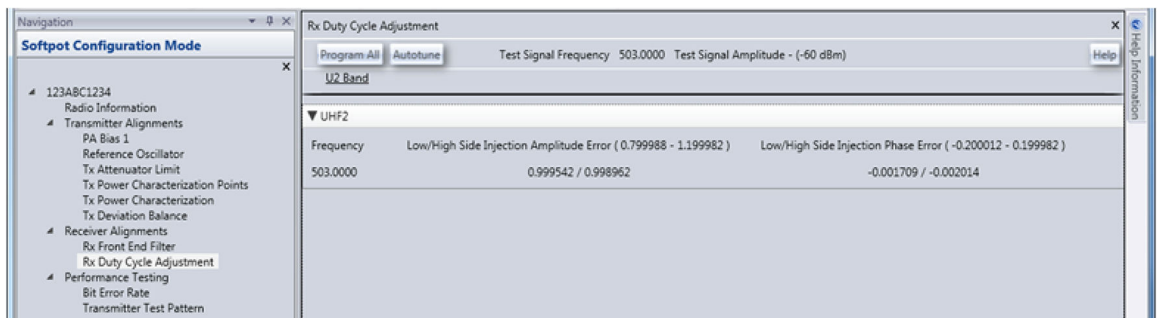 Navigation
Softpot Configuration Mode
123ABC1234
Radio Information
Transmitter Alignments
PA Bias 1
Reference Oscillator
Tx Attenuator Limit
Tx Power Characterization Points
Tx Power Characterization
Tx Deviation Balance
Receiver Alignments
Rx Front End Filter
Rx Duty Cycle Adjustment
Performance Testing
Bit Error Rate
Transmitter Test Pattern
Rx Duty Cycle Adjustment
Program All Autotune Test Signal Frequency 503.0000 Test Signal Amplitude - (-60 dBm) Help
U2 Band
UHF2
Frequency Low/High Side Injection Amplitude Error ( 0.799988 - 1.199982 ) Low/High Side Injection Phase Error ( -0.200012 - 0.199982 )
503.0000 0.999542 / 0.998962 -0.001709 / -0.002014
Help Information